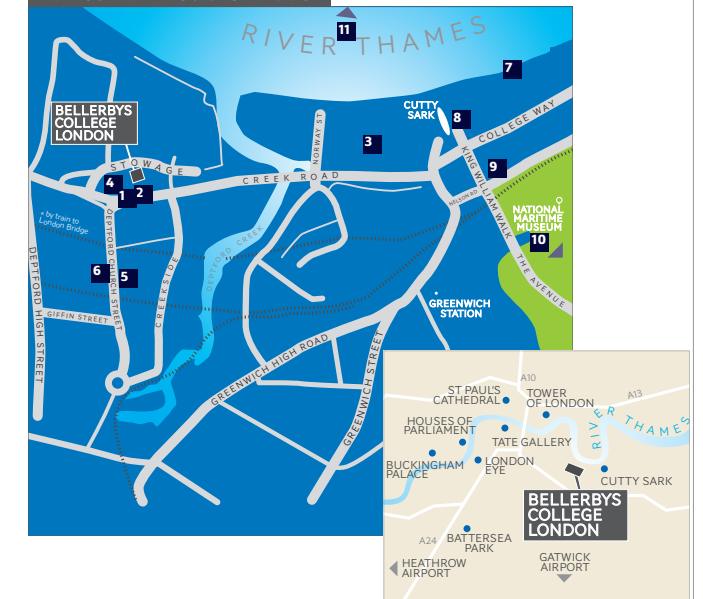 RIVER THAMES
11
7
CUTTY
SARK
8
COLLEGE WAY
BELLERBYS
COLLEGE
LONDON
NORWAY ST
3
STOWAGE
KING WILLIAM WALK
9
4
1
2
CREEK ROAD
NELSON RD
NATIONAL
MARITIME
MUSEUM
10
by train to
London Bridge
DEPTFORD CHURCH STREET
DEPTFORD CREEK
6
5
CREEKSIDE
THE AVENUE
DEPTFORD HIGH STREET
GIFFIN STREET
GREENWICH
STATION
GREENWICH HIGH ROAD
GREENWICH STREET
A10
ST PAUL'S
CATHEDRAL
TOWER
OF LONDON
A13
RIVER THAMES
HOUSES OF
PARLIAMENT
TATE GALLERY
BUCKINGHAM
PALACE
LONDON
EYE
CUTTY SARK
BELLERBYS
COLLEGE
LONDON
A24
BATTERSEA
PARK
GATWICK
AIRPORT
HEATHROW
AIRPORT